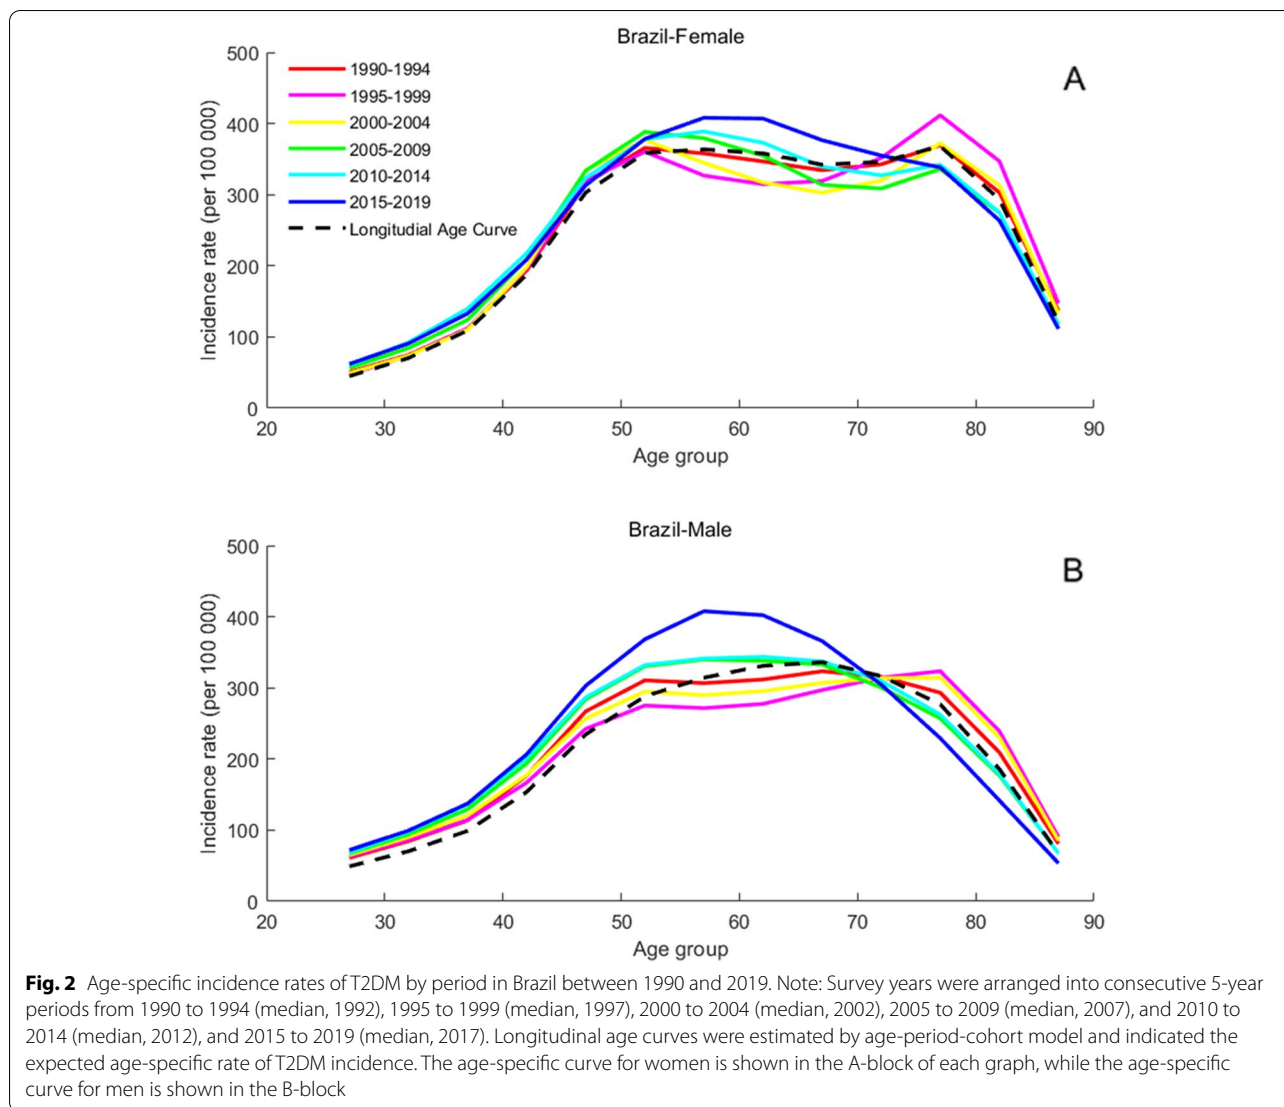 Brazil-Female
A
500
400
300
200
100
0
Incidence rate (per 100 000)
1990-1994
1995-1999
2000-2004
2005-2009
2010-2014
2015-2019
Longitudial Age Curve
20 30 40 50 60 70 80 90
Age group
Brazil-Male
B
500
400
300
200
100
0
Incidence rate (per 100 000)
20 30 40 50 60 70 80 90
Age group
Fig. 2 Age-specific incidence rates of T2DM by period in Brazil between 1990 and 2019. Note: Survey years were arranged into consecutive 5-year
periods from 1990 to 1994 (median, 1992), 1995 to 1999 (median, 1997), 2000 to 2004 (median, 2002), 2005 to 2009 (median, 2007), and 2010 to
2014 (median, 2012), and 2015 to 2019 (median, 2017). Longitudinal age curves were estimated by age-period-cohort model and indicated the
expected age-specific rate of T2DM incidence. The age-specific curve for women is shown in the A-block of each graph, while the age-specific
curve for men is shown in the B-block